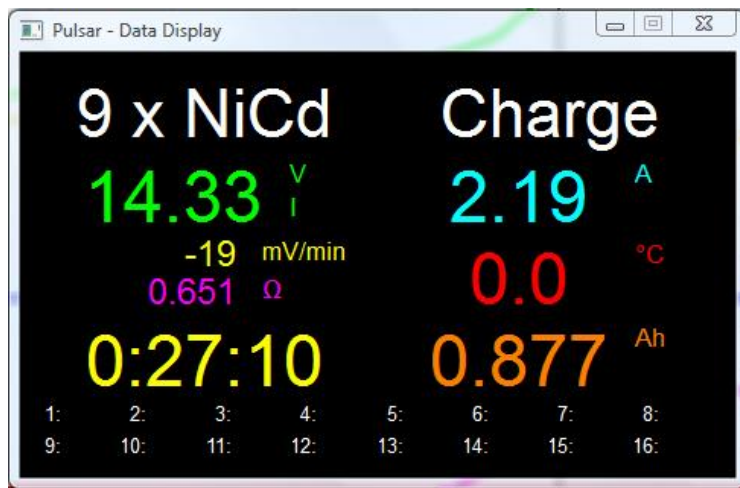 Pulsar - Data Display
9 x NiCd Charge
14.33 V I 2.19 A
-19 mV/min
0.651 Ω 0.0 °C
0:27:10 0.877 Ah
1: 2: 3: 4: 5: 6: 7: 8:
9: 10: 11: 12: 13: 14: 15: 16: